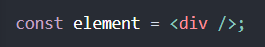 const element = <div />;